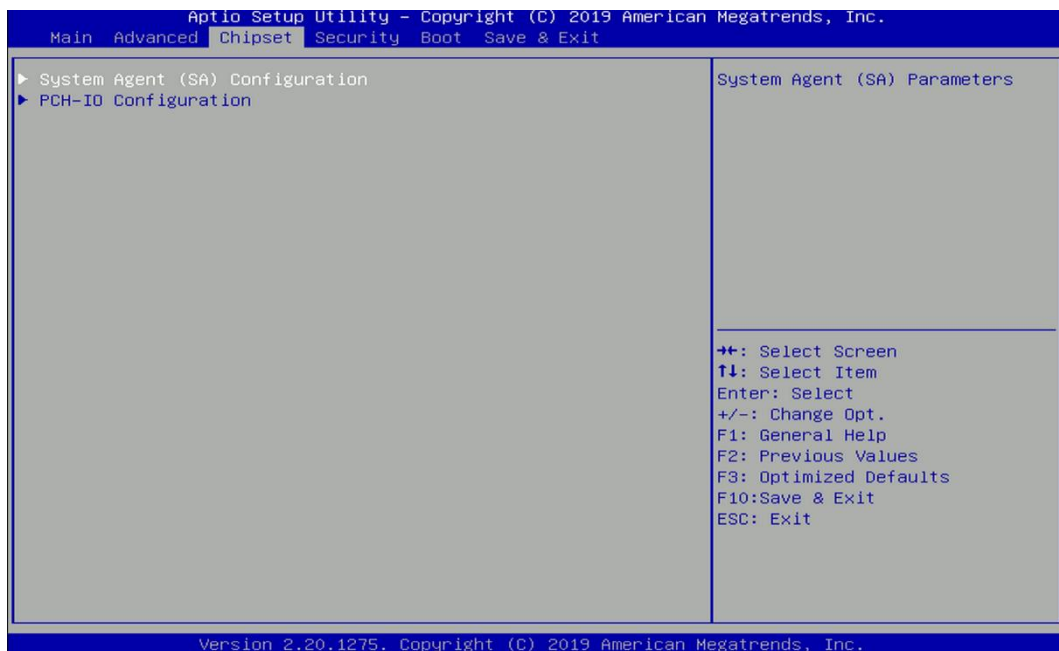 Aptio Setup Utility – Copyright (C) 2019 American Megatrends, Inc.
Main Advanced Chipset Security Boot Save & Exit
► System Agent (SA) Configuration
► PCH-IO Configuration
System Agent (SA) Parameters
→←: Select Screen
↑↓: Select Item
Enter: Select
+/-: Change Opt.
F1: General Help
F2: Previous Values
F3: Optimized Defaults
F10:Save & Exit
ESC: Exit
Version 2.20.1275. Copyright (C) 2019 American Megatrends, Inc.